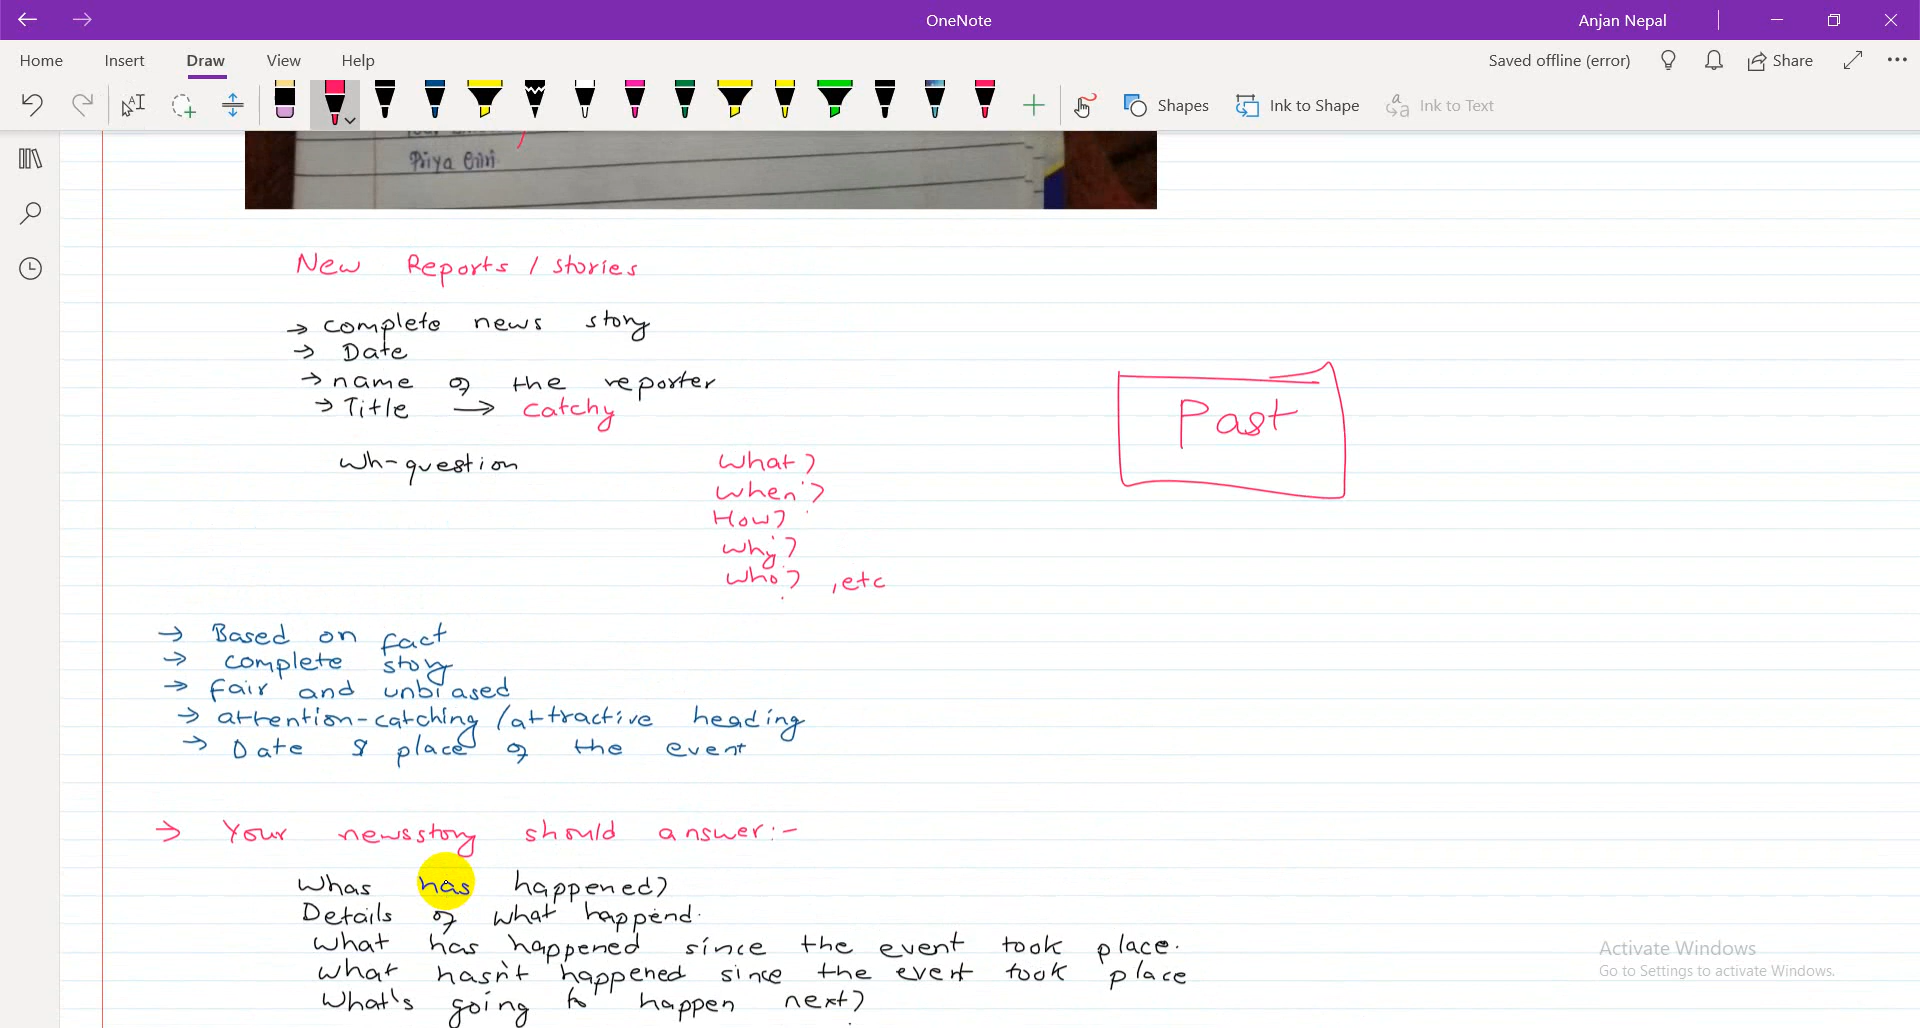 OneNote
Anjan Nepal
Home Insert Draw View Help
Saved offline (error) Share
Shapes Ink to Shape Ink to Text
Priya Giri
New Reports / stories
→ complete news story
→ Date
→ name of the reporter
→ Title → catchy
Past
Wh-question
What?
When?
How?
Why?
Who? , etc
→ Based on fact
→ complete story
→ fair and unbiased
→ attention-catching / attractive heading
→ Date & place of the event
→ Your newsstory should answer:-
Whas has happened?
Details of what happend.
What has happened since the event took place.
What hasn't happened since the event took place
What's going to happen next?
Activate Windows
Go to Settings to activate Windows.